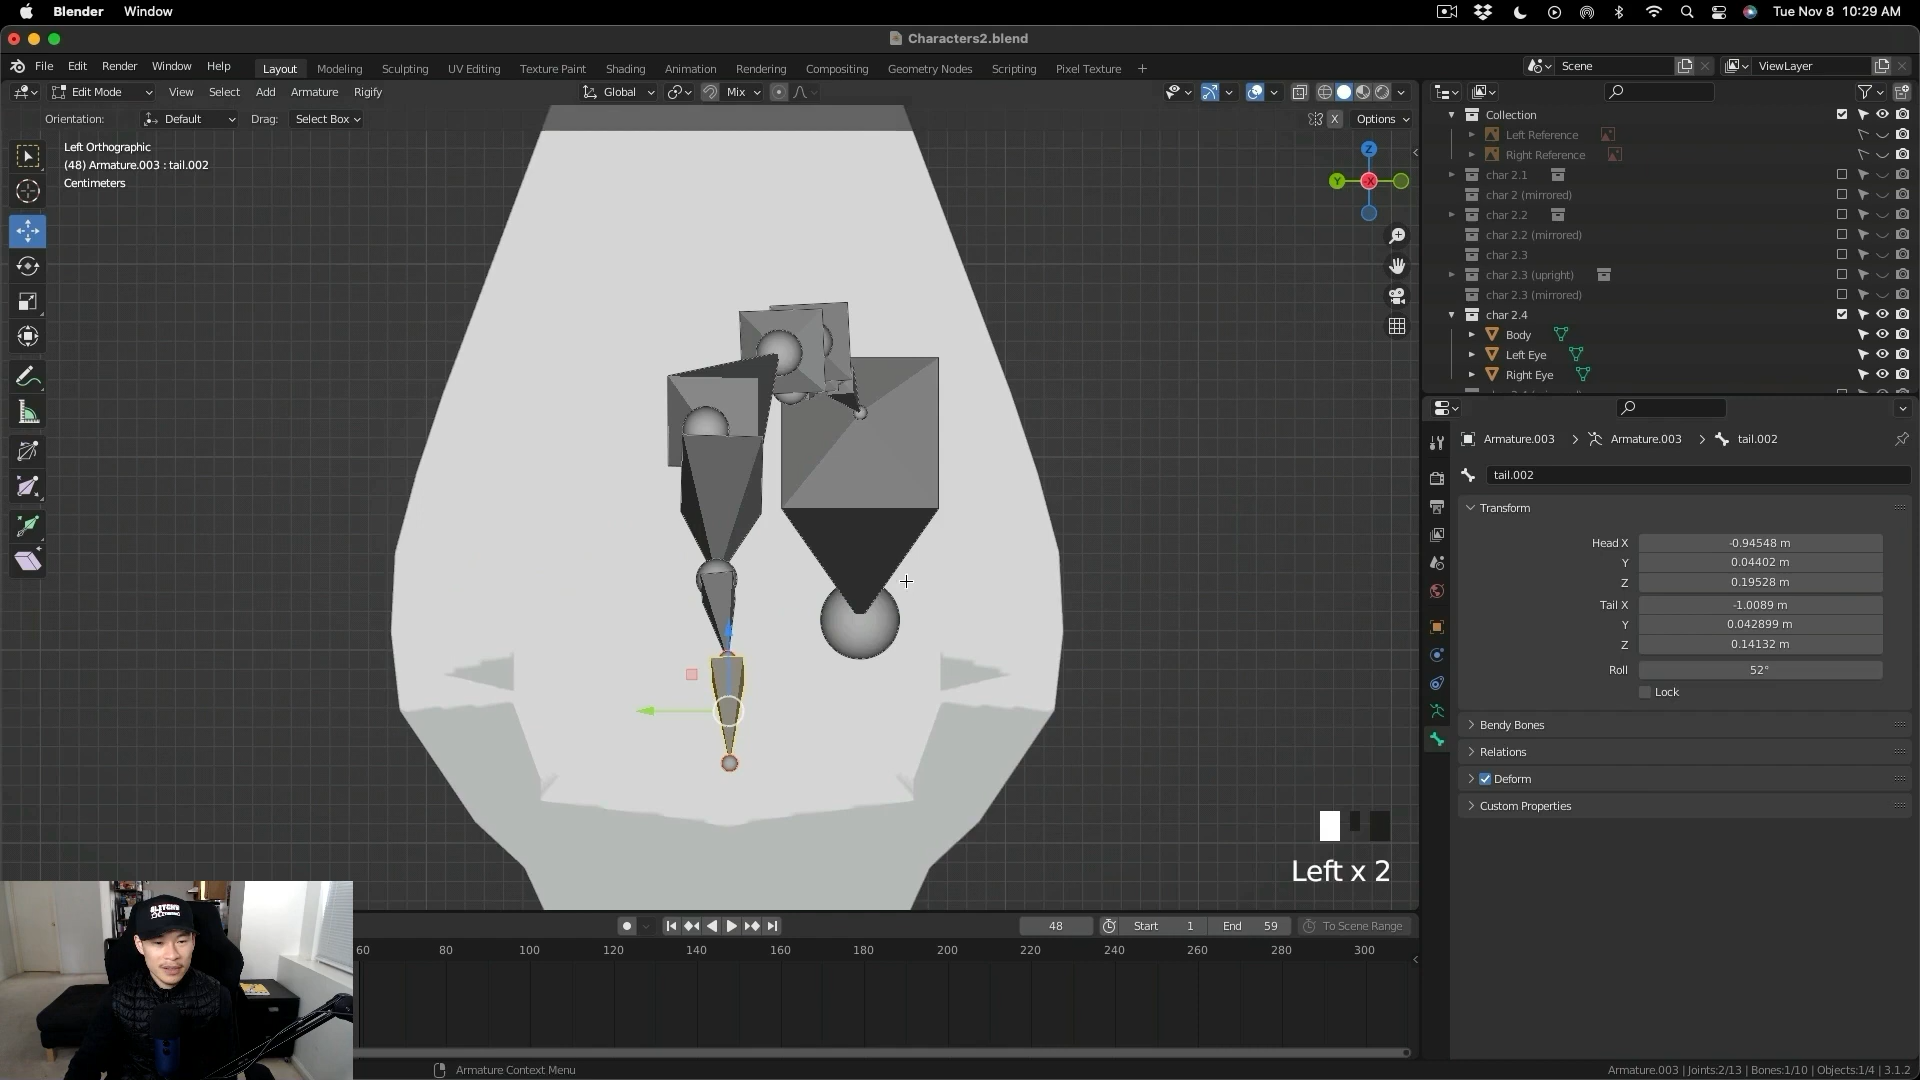 Blender Window Tue Nov 8 10:29 AM
Characters2.blend
File Edit Render Window Help Layout Modeling Sculpting UV Editing Texture Paint Shading Animation Rendering Compositing Geometry Nodes Scripting Pixel Texture + Scene ViewLayer
Edit Mode View Select Add Armature Rigify Global Mix
Orientation: Default Drag: Select Box X Options
Left Orthographic
(48) Armature.003 : tail.002
Centimeters
Z
Y
X
Collection
Left Reference
Right Reference
char 2.1
char 2 (mirrored)
char 2.2
char 2.2 (mirrored)
char 2.3
char 2.3 (upright)
char 2.3 (mirrored)
char 2.4
Body
Left Eye
Right Eye
Armature.003 > Armature.003 > tail.002
tail.002
Transform
Head X -0.94548 m
Y 0.04402 m
Z 0.19528 m
Tail X -1.0089 m
Y 0.042899 m
Z 0.14132 m
Roll 52°
Lock
Bendy Bones
Relations
Deform
Custom Properties
Left x 2
48 Start 1 End 59 To Scene Range
60 80 100 120 140 160 180 200 220 240 260 280 300
Armature Context Menu
Armature.003 | Joints:2/13 | Bones:1/10 | Objects:1/4 | 3.1.2